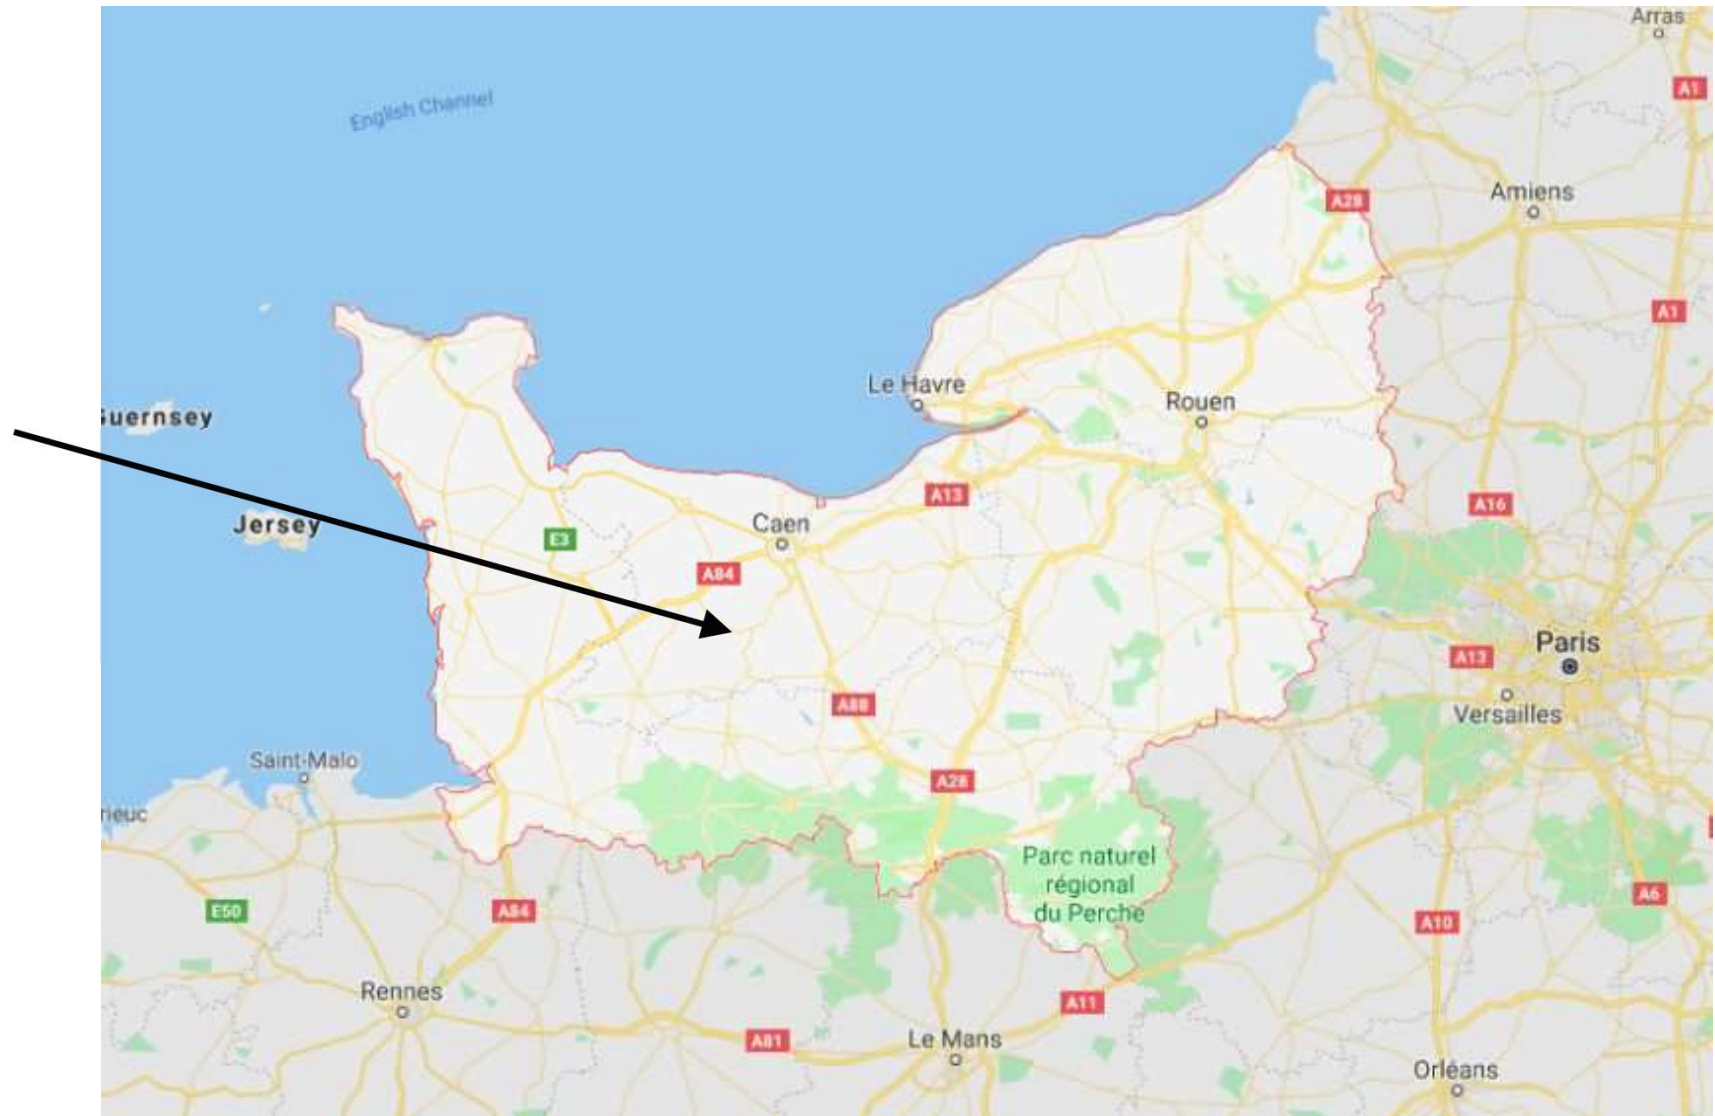 Arras
A1
English Channel
Amiens
A28
A1
Le Havre
Rouen
Guernsey
A13
A16
Jersey
Caen
E3
A84
Paris
A13
A88
Versailles
Saint-Malo
A28
rieuc
Parc naturel
régional
du Perche
A6
E50
A84
A10
Rennes
A11
A81
Le Mans
Orléans